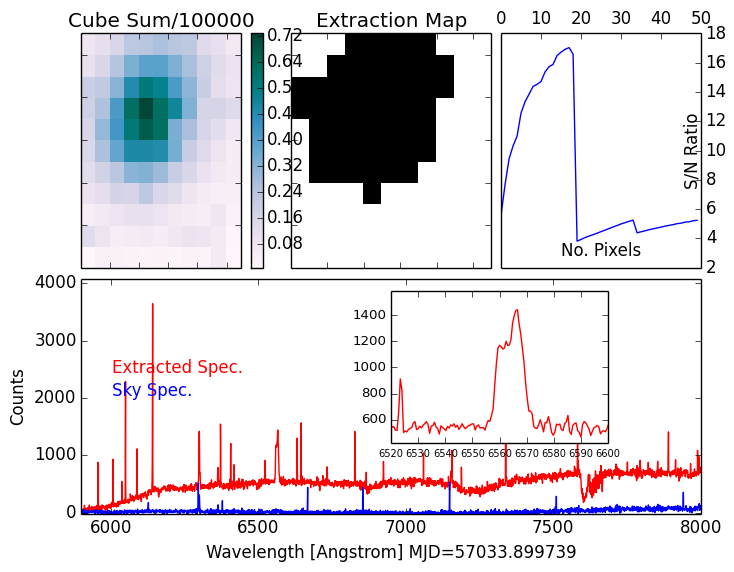 Cube Sum/100000
Extraction Map
0 10 20 30 40 50
0.72
0.64
0.56
0.48
0.40
0.32
0.24
0.16
0.08
18
16
14
12
10
8
6
4
2
S/N Ratio
No. Pixels
4000
3000
2000
1000
0
Counts
Extracted Spec.
Sky Spec.
1400
1200
1000
800
600
6520 6530 6540 6550 6560 6570 6580 6590 6600
6000 6500 7000 7500 8000
Wavelength [Angstrom] MJD=57033.899739